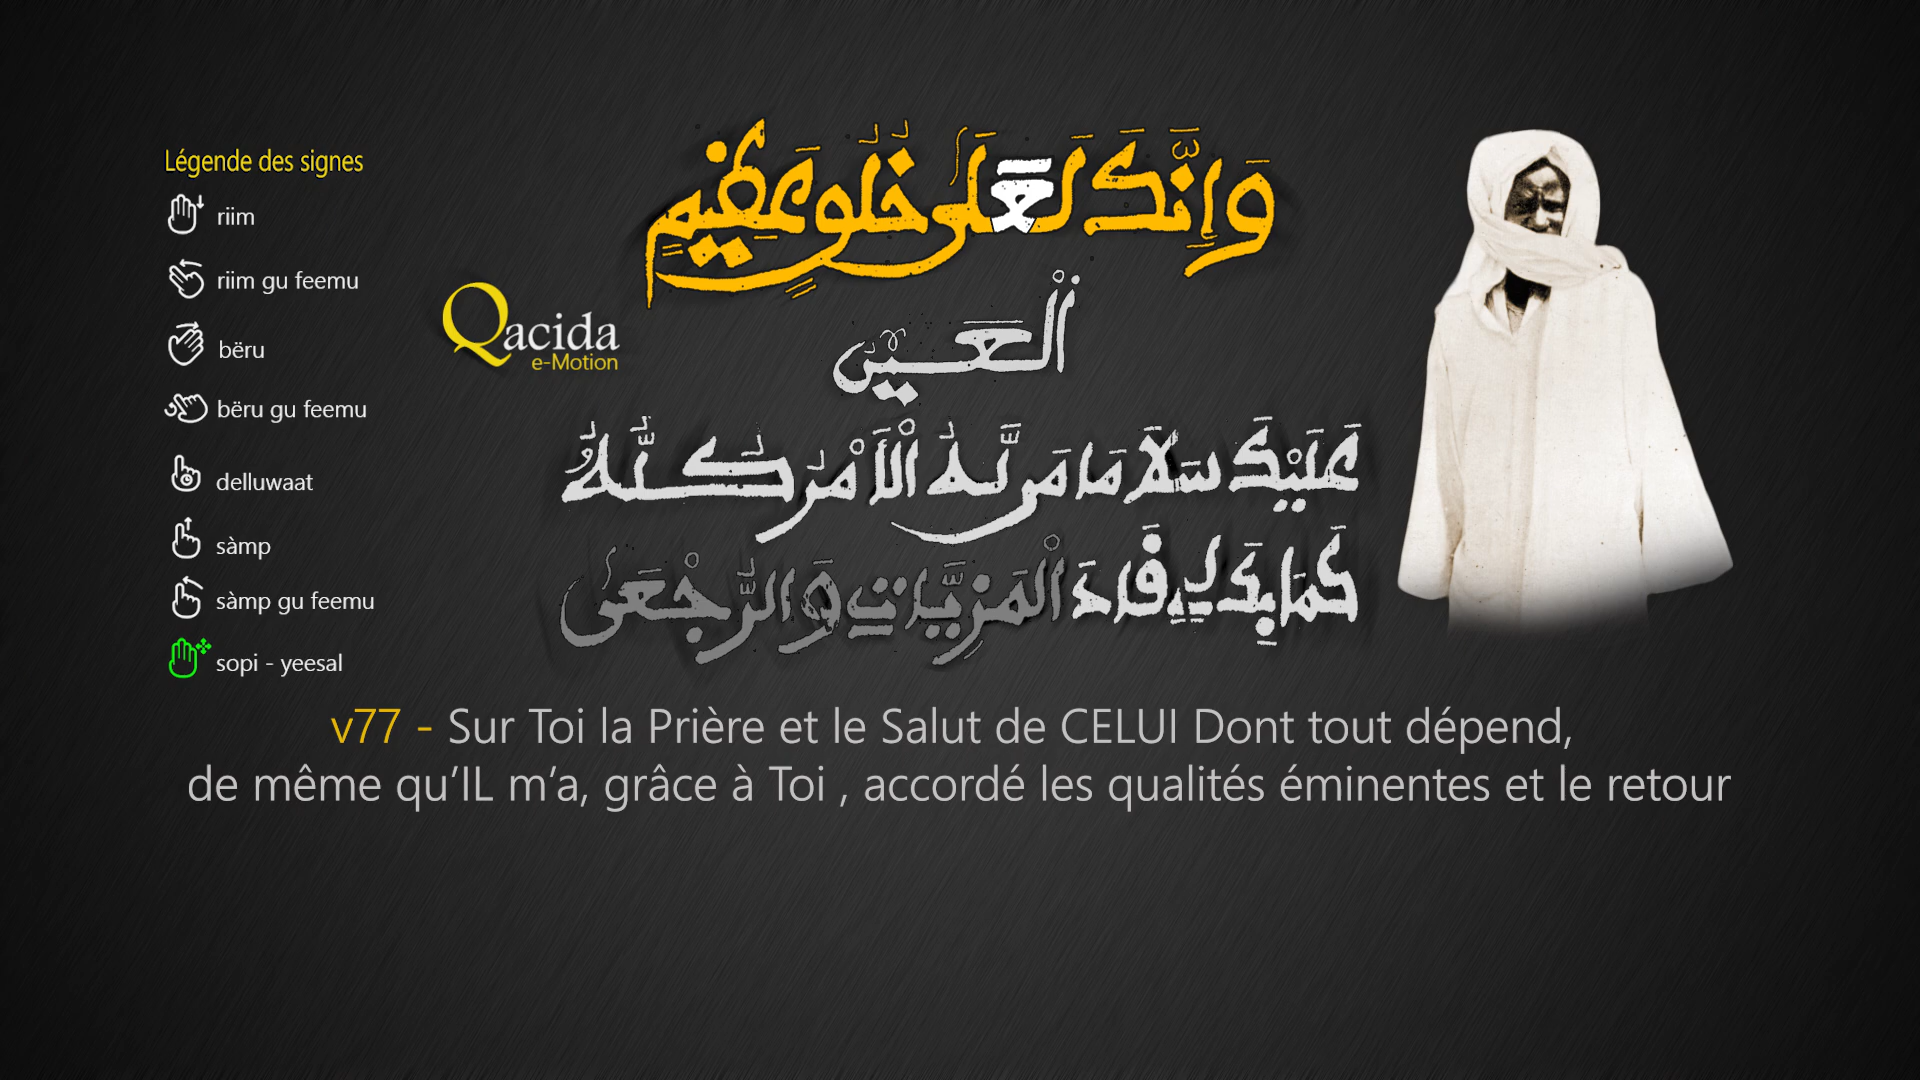 Légende des signes
riim
riim gu feemu
bëru
bëru gu feemu
delluwaat
sàmp
sàmp gu feemu
sopi - yeesal
Qacida
e-Motion
وَإِنَّكَ لَعَلَىٰ خُلُقٍ عَظِيمٍ
الْعَيْن
عَلَيْكَ سَلَامَا مَن لَّهُ الْأَمْرُ كُلُّهُ
كَمَا بِكَ لِي قَادَ الْمَزِيَّاتِ وَالرُّجْعَى
v77 - Sur Toi la Prière et le Salut de CELUI Dont tout dépend,
de même qu’IL m’a, grâce à Toi , accordé les qualités éminentes et le retour